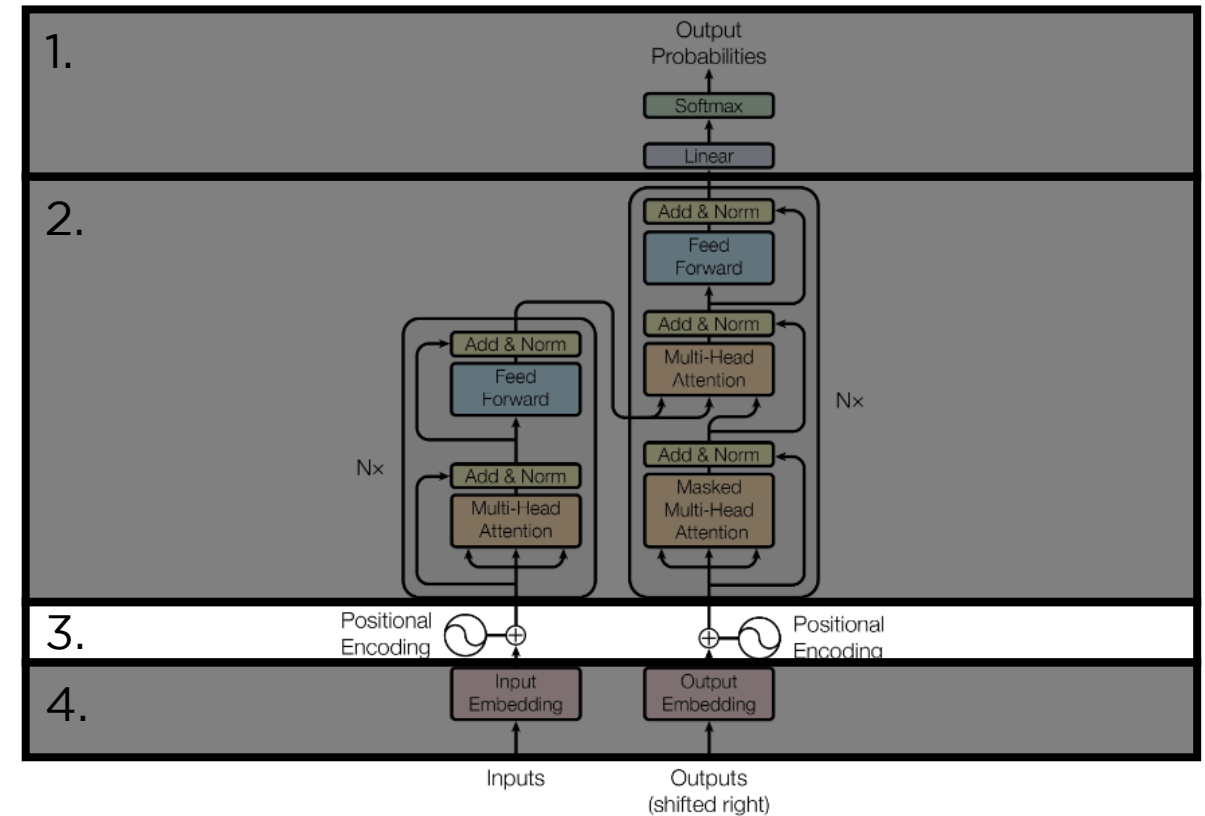 1.
Output
Probabilities
Softmax
Linear
2.
Add & Norm
Feed
Forward
Add & Norm
Multi-Head
Attention
Nx
Add & Norm
Masked
Multi-Head
Attention
Add & Norm
Feed
Forward
Nx
Add & Norm
Multi-Head
Attention
3.
Positional
Encoding
Positional
Encoding
4.
Input
Embedding
Output
Embedding
Inputs
Outputs
(shifted right)